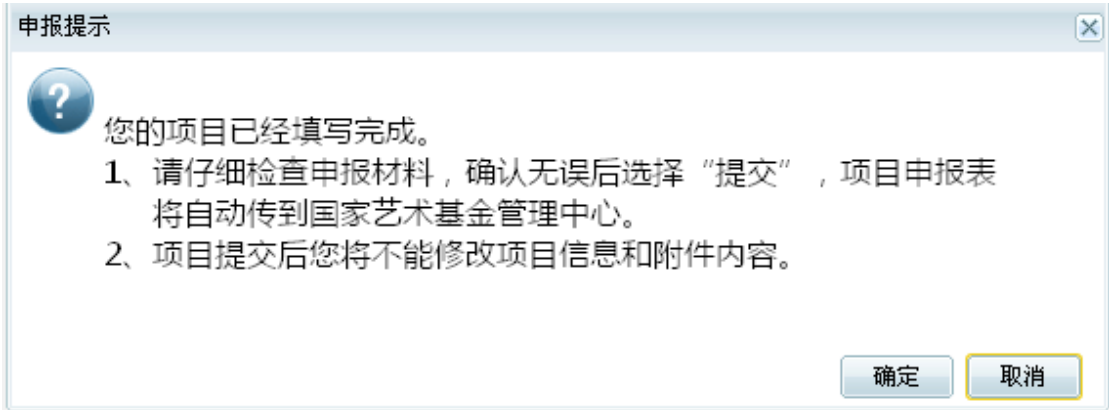 申报提示
您的项目已经填写完成。
1、请仔细检查申报材料，确认无误后选择“提交”，项目申报表
将自动传到国家艺术基金管理中心。
2、项目提交后您将不能修改项目信息和附件内容。
确定 取消